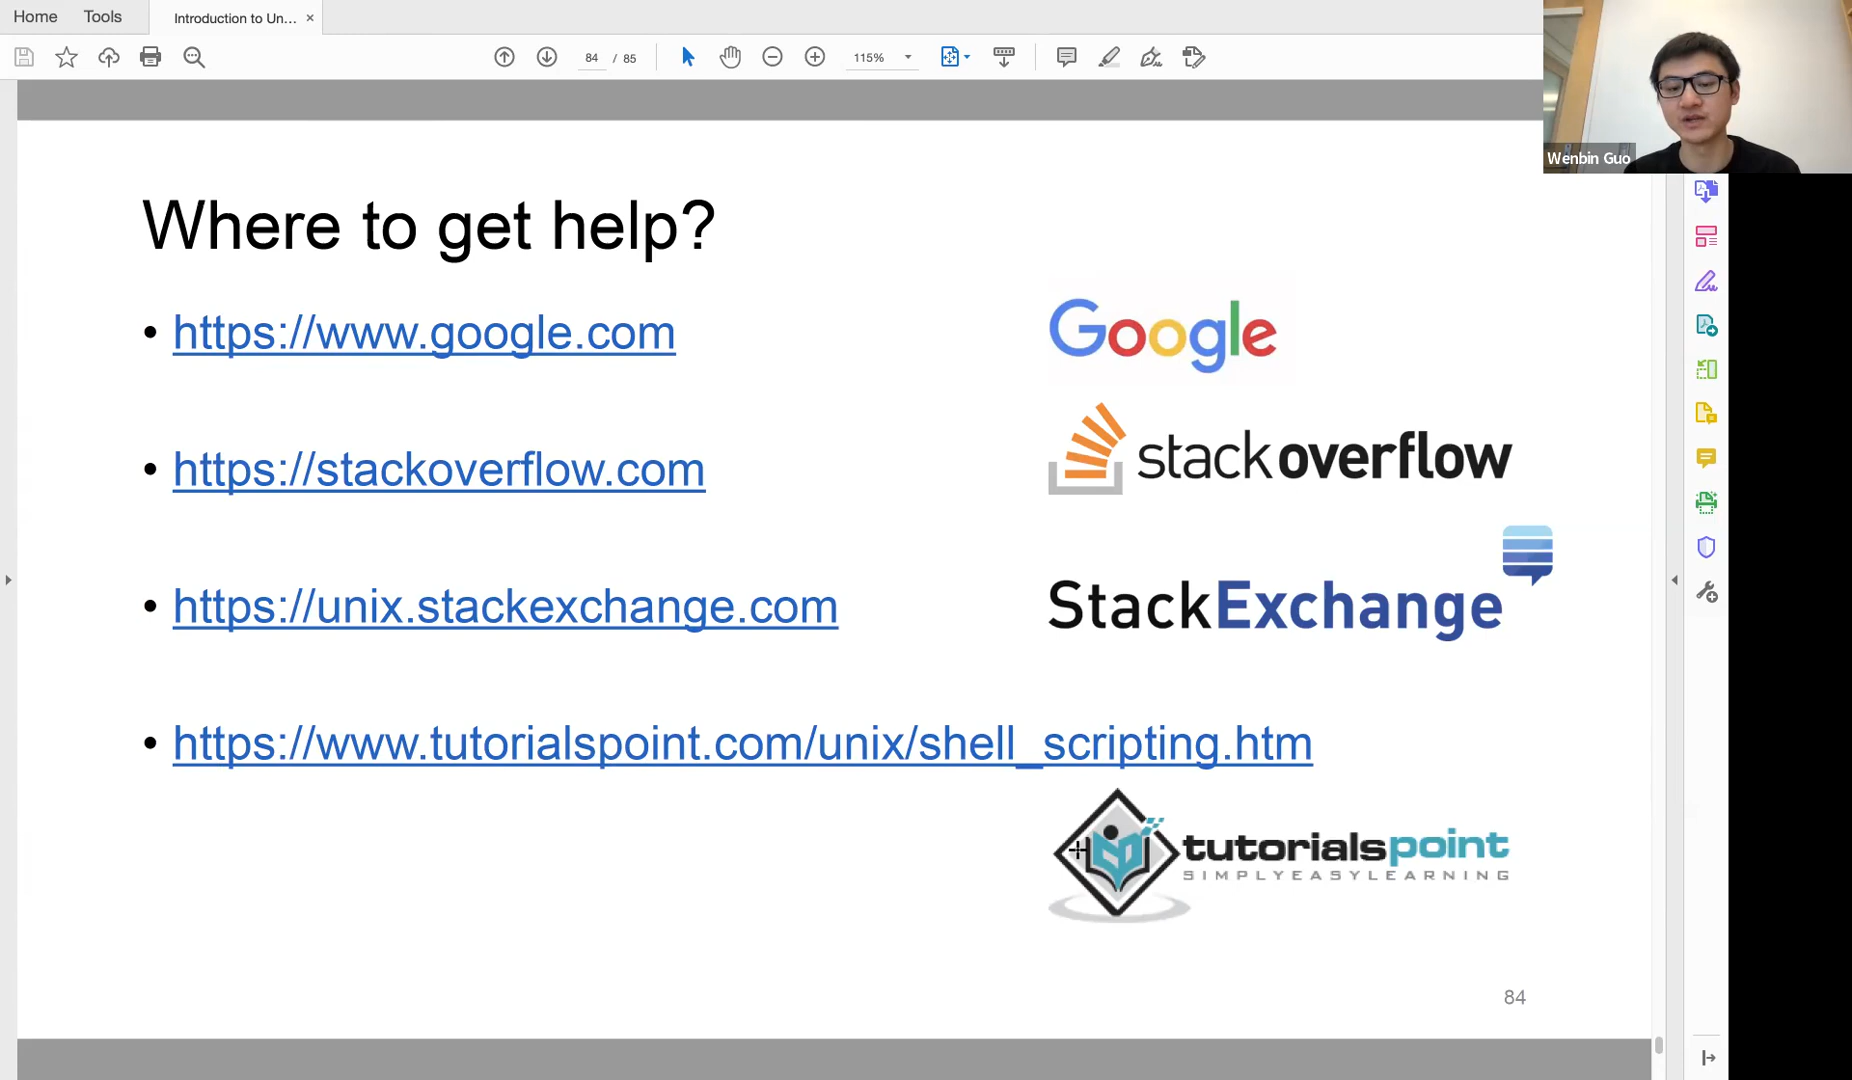 Home
Tools
Introduction to Un...
84 / 85
115%
Wenbin Guo
Where to get help?
• https://www.google.com
Google
• https://stackoverflow.com
stackoverflow
• https://unix.stackexchange.com
StackExchange
• https://www.tutorialspoint.com/unix/shell_scripting.htm
tutorialspoint
SIMPLYEASYLEARNING
84